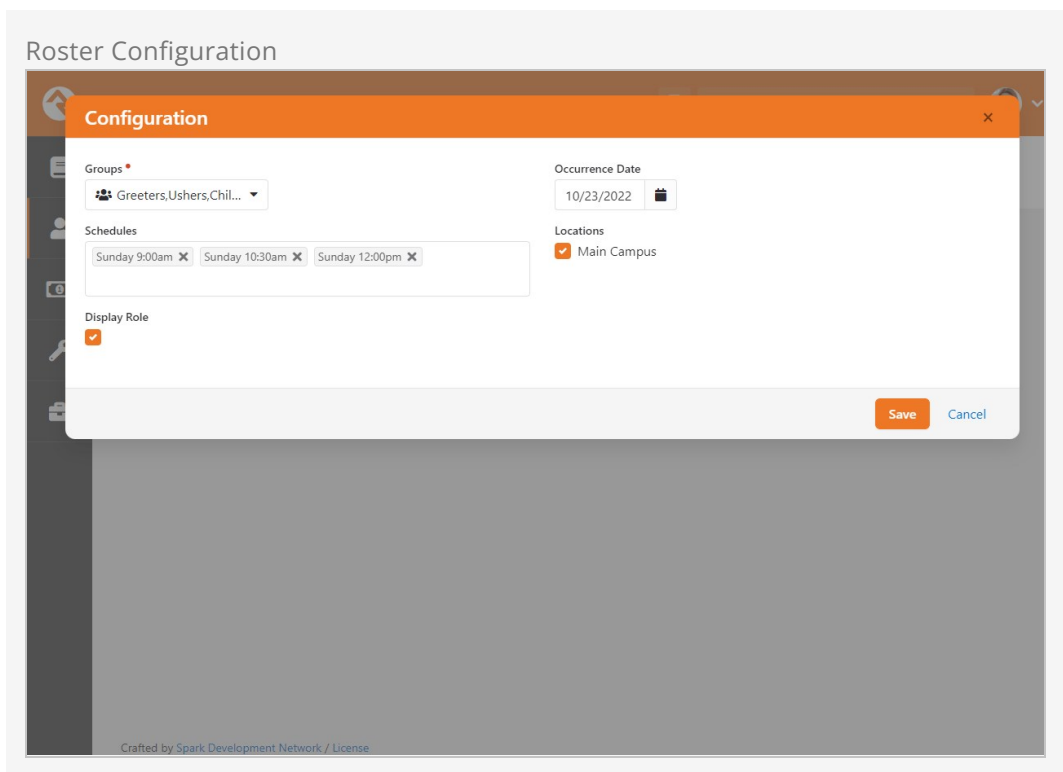 Roster Configuration
Configuration
Groups
Greeters,Ushers,Chil...
Occurrence Date
10/23/2022
Schedules
Sunday 9:00am Sunday 10:30am Sunday 12:00pm
Locations
Main Campus
Display Role
Save Cancel
Crafted by Spark Development Network / License